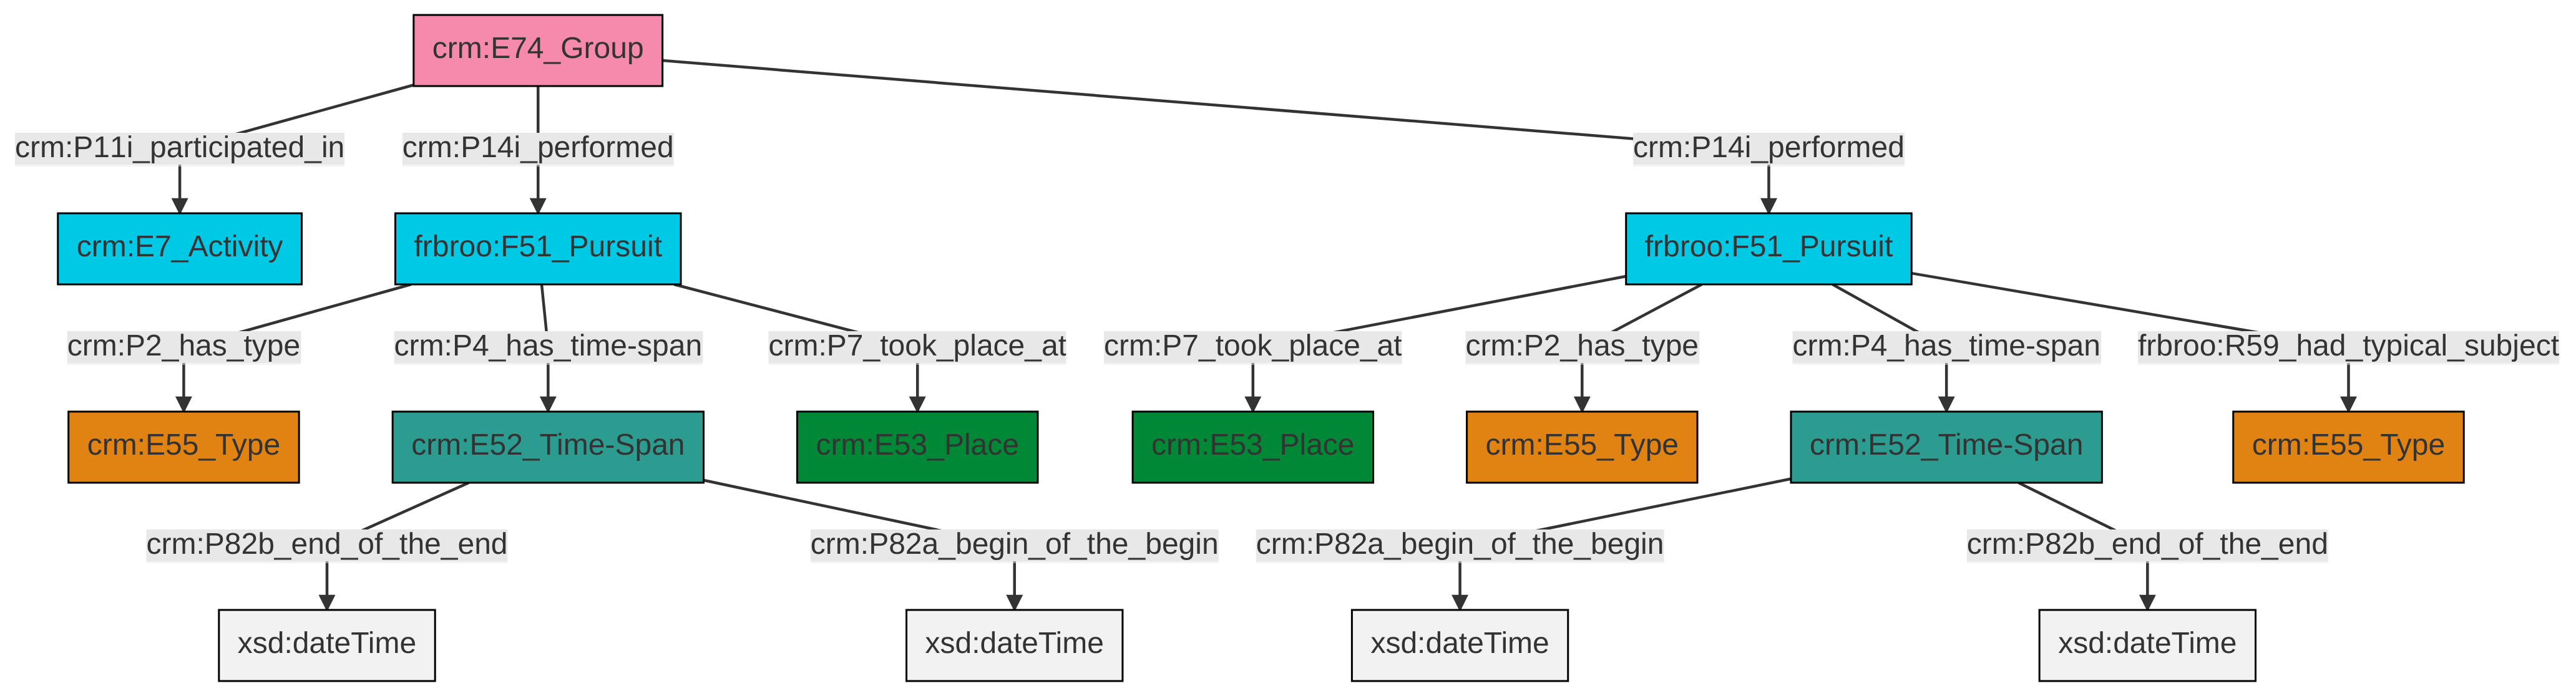 crm:E74_Group
crm:P11i_participated_in
crm:P14i_performed
crm:P14i_performed
crm:E7_Activity
frbroo:F51_Pursuit
frbroo:F51_Pursuit
crm:P2_has_type
crm:P4_has_time-span
crm:P7_took_place_at
crm:P7_took_place_at
crm:P2_has_type
crm:P4_has_time-span
frbroo:R59_had_typical_subject
crm:E55_Type
crm:E52_Time-Span
crm:E53_Place
crm:E53_Place
crm:E55_Type
crm:E52_Time-Span
crm:E55_Type
crm:P82b_end_of_the_end
crm:P82a_begin_of_the_begin
crm:P82a_begin_of_the_begin
crm:P82b_end_of_the_end
xsd:dateTime
xsd:dateTime
xsd:dateTime
xsd:dateTime